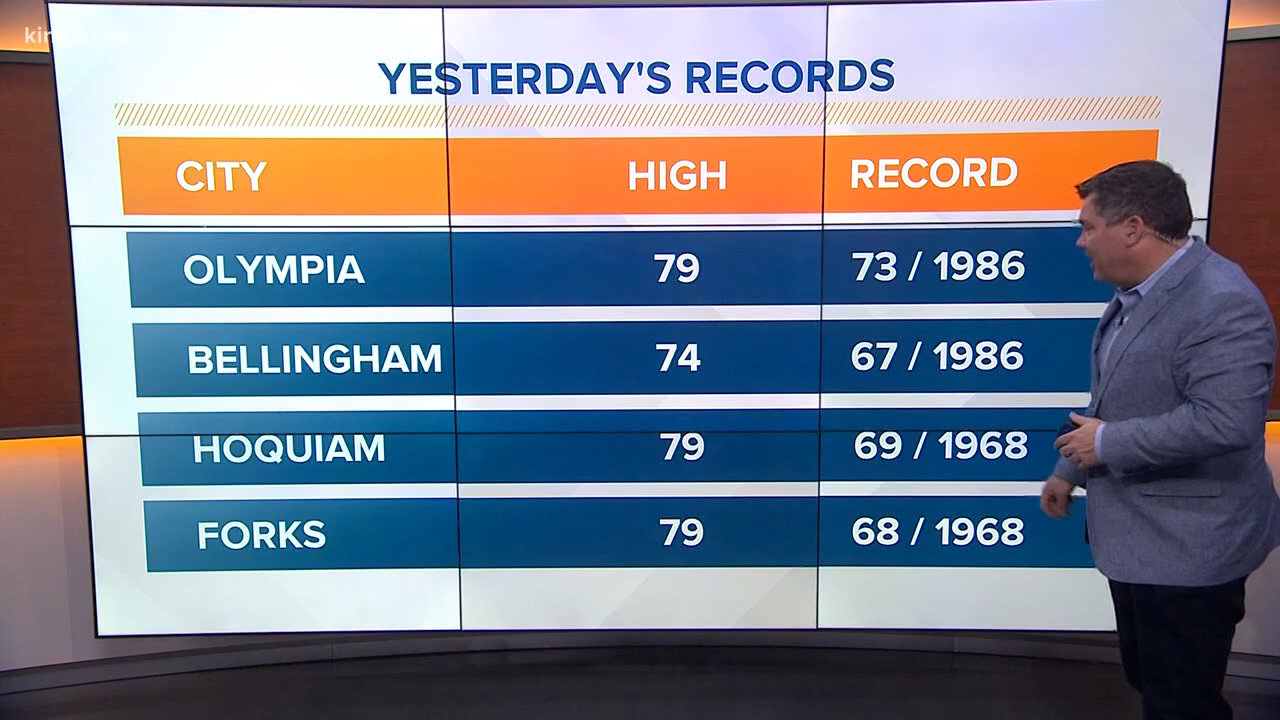 YESTERDAY'S RECORDS
CITY HIGH RECORD
OLYMPIA 79 73 / 1986
BELLINGHAM 74 67 / 1986
HOQUIAM 79 69 / 1968
FORKS 79 68 / 1968